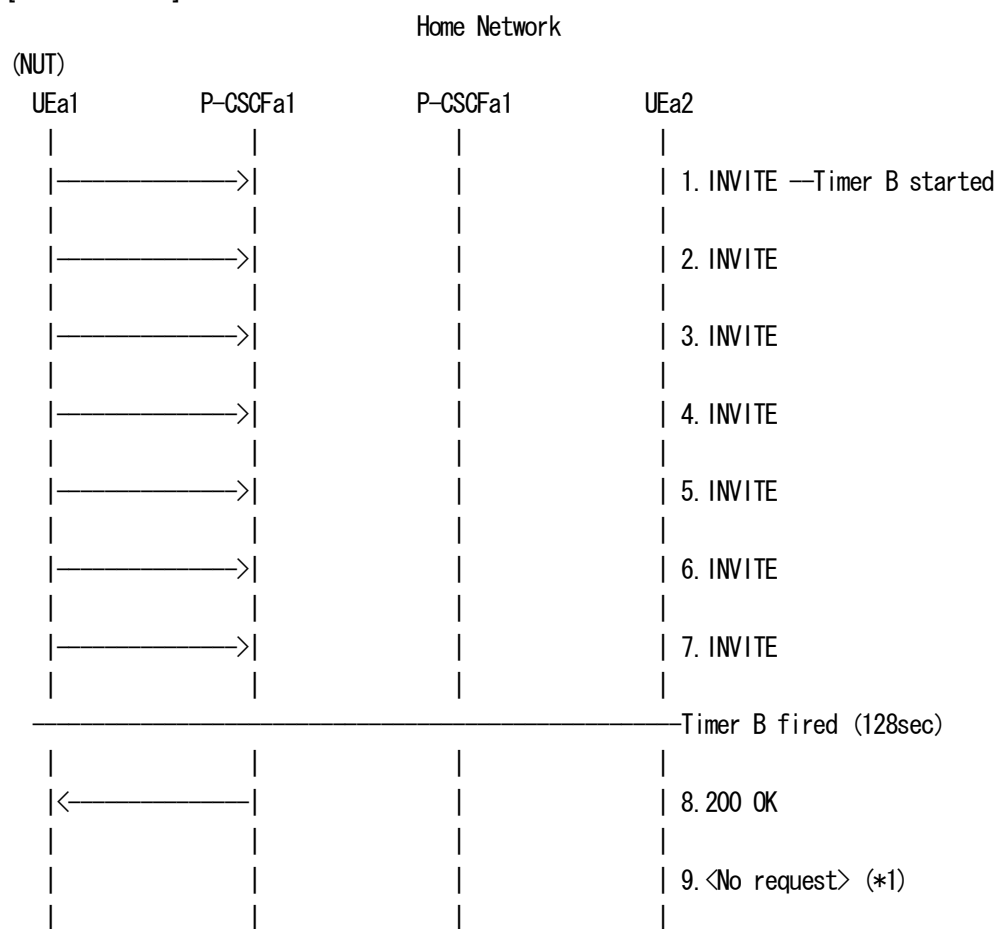 Home Network
(NUT)
UEa1 P-CSCFa1 P-CSCFa1 UEa2
1. INVITE --Timer B started
2. INVITE
3. INVITE
4. INVITE
5. INVITE
6. INVITE
7. INVITE
Timer B fired (128sec)
8. 200 OK
9. <No request> (*1)